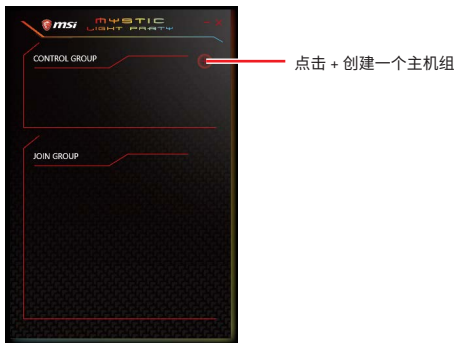 msi MYSTIC
LIGHT PARTY
CONTROL GROUP
点击 + 创建一个主机组
JOIN GROUP